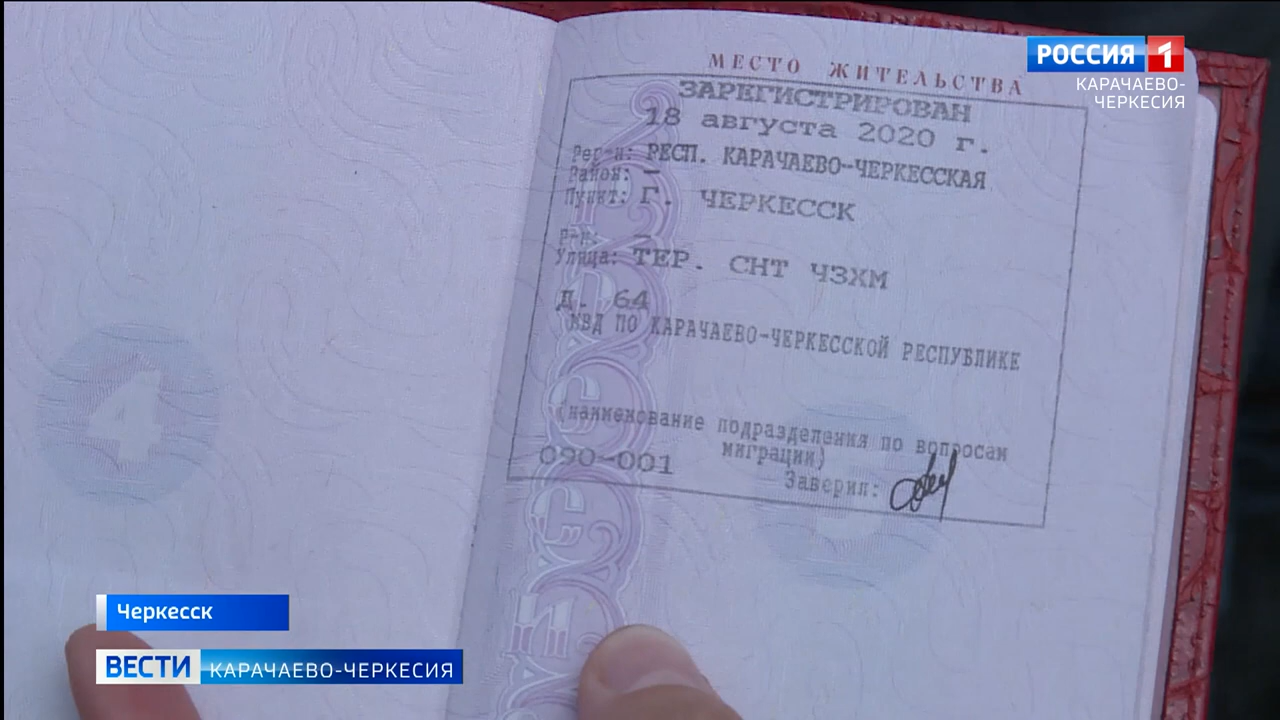 МЕСТО ЖИТЕЛЬСТВА
ЗАРЕГИСТРИРОВАН
18 августа 2020 г.
Рег-н: РЕСП. КАРАЧАЕВО-ЧЕРКЕССКАЯ
Район: –
Пункт: Г. ЧЕРКЕССК
Р-н: –
Улица: ТЕР. СНТ ЧЗХМ
Д. 64
МВД ПО КАРАЧАЕВО-ЧЕРКЕССКОЙ РЕСПУБЛИКЕ
(наименование подразделения по вопросам
миграции)
090-001
Заверил:
4
РОССИЯ 1
КАРАЧАЕВО-
ЧЕРКЕСИЯ
Черкесск
ВЕСТИ КАРАЧАЕВО-ЧЕРКЕСИЯ